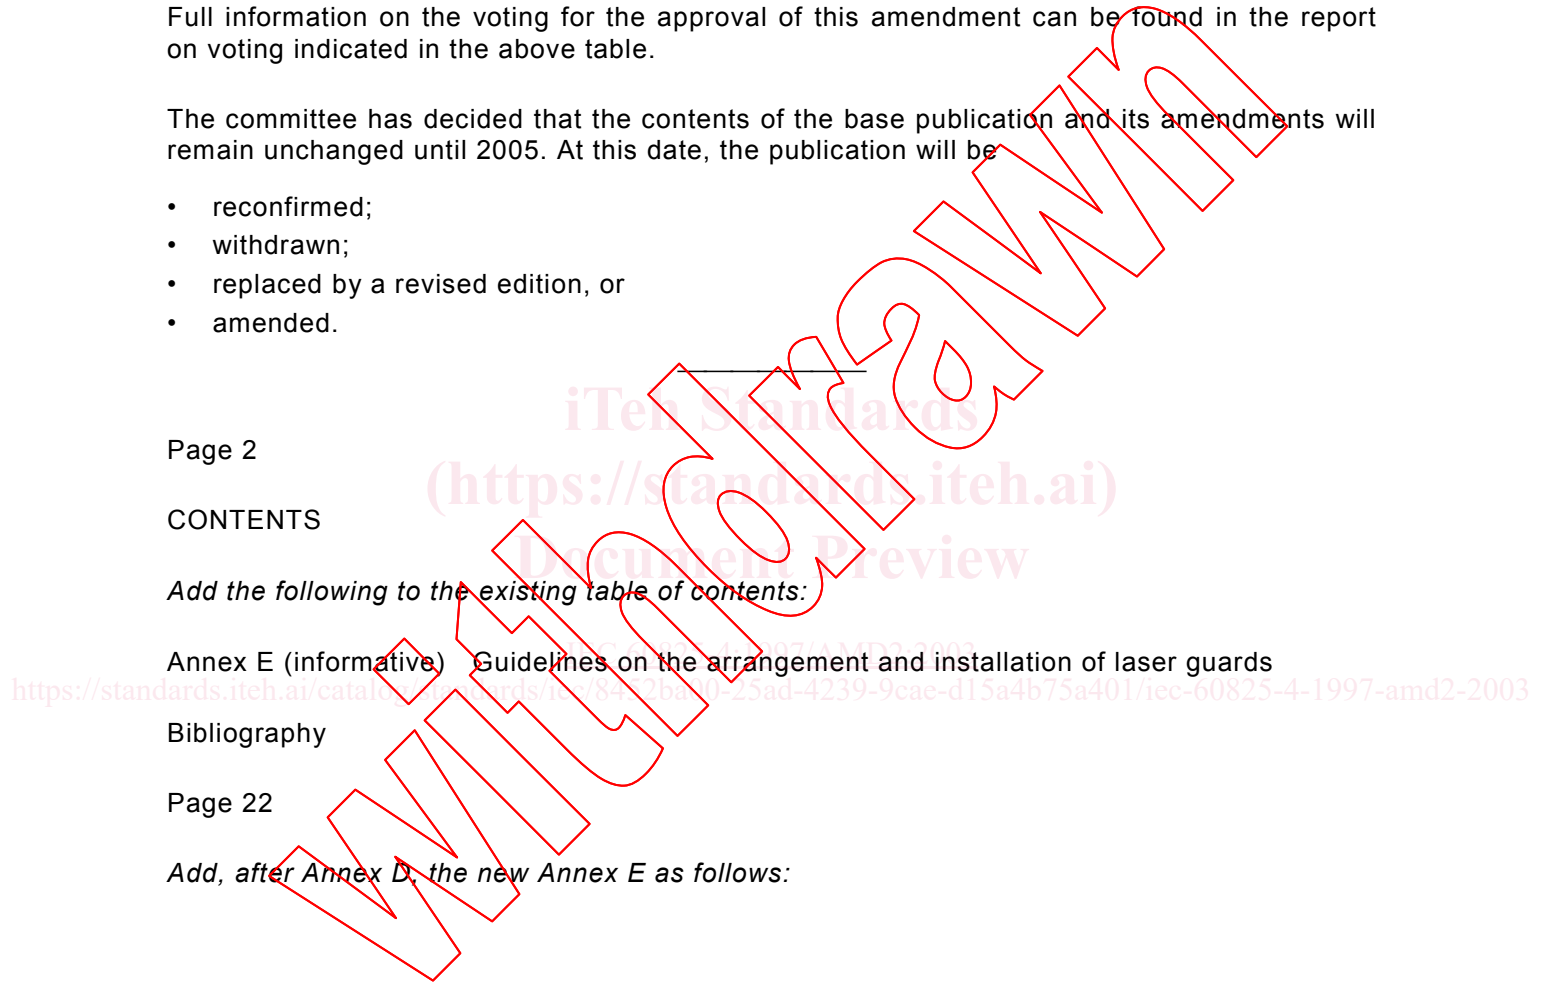 Full information on the voting for the approval of this amendment can be found in the report
on voting indicated in the above table.
The committee has decided that the contents of the base publication and its amendments will
remain unchanged until 2005. At this date, the publication will be
• reconfirmed;
• withdrawn;
• replaced by a revised edition, or
• amended.
iTeh Standards
Page 2
(https://standards.iteh.ai)
CONTENTS
Document Preview
Add the following to the existing table of contents:
IEC 60825-4:1997/AMD2:2003
Annex E (informative) Guidelines on the arrangement and installation of laser guards
https://standards.iteh.ai/catalog/standards/iec/8452ba00-25ad-4239-9cae-d15a4b75a401/iec-60825-4-1997-amd2-2003
Bibliography
Page 22
Add, after Annex D, the new Annex E as follows:
withdrawn